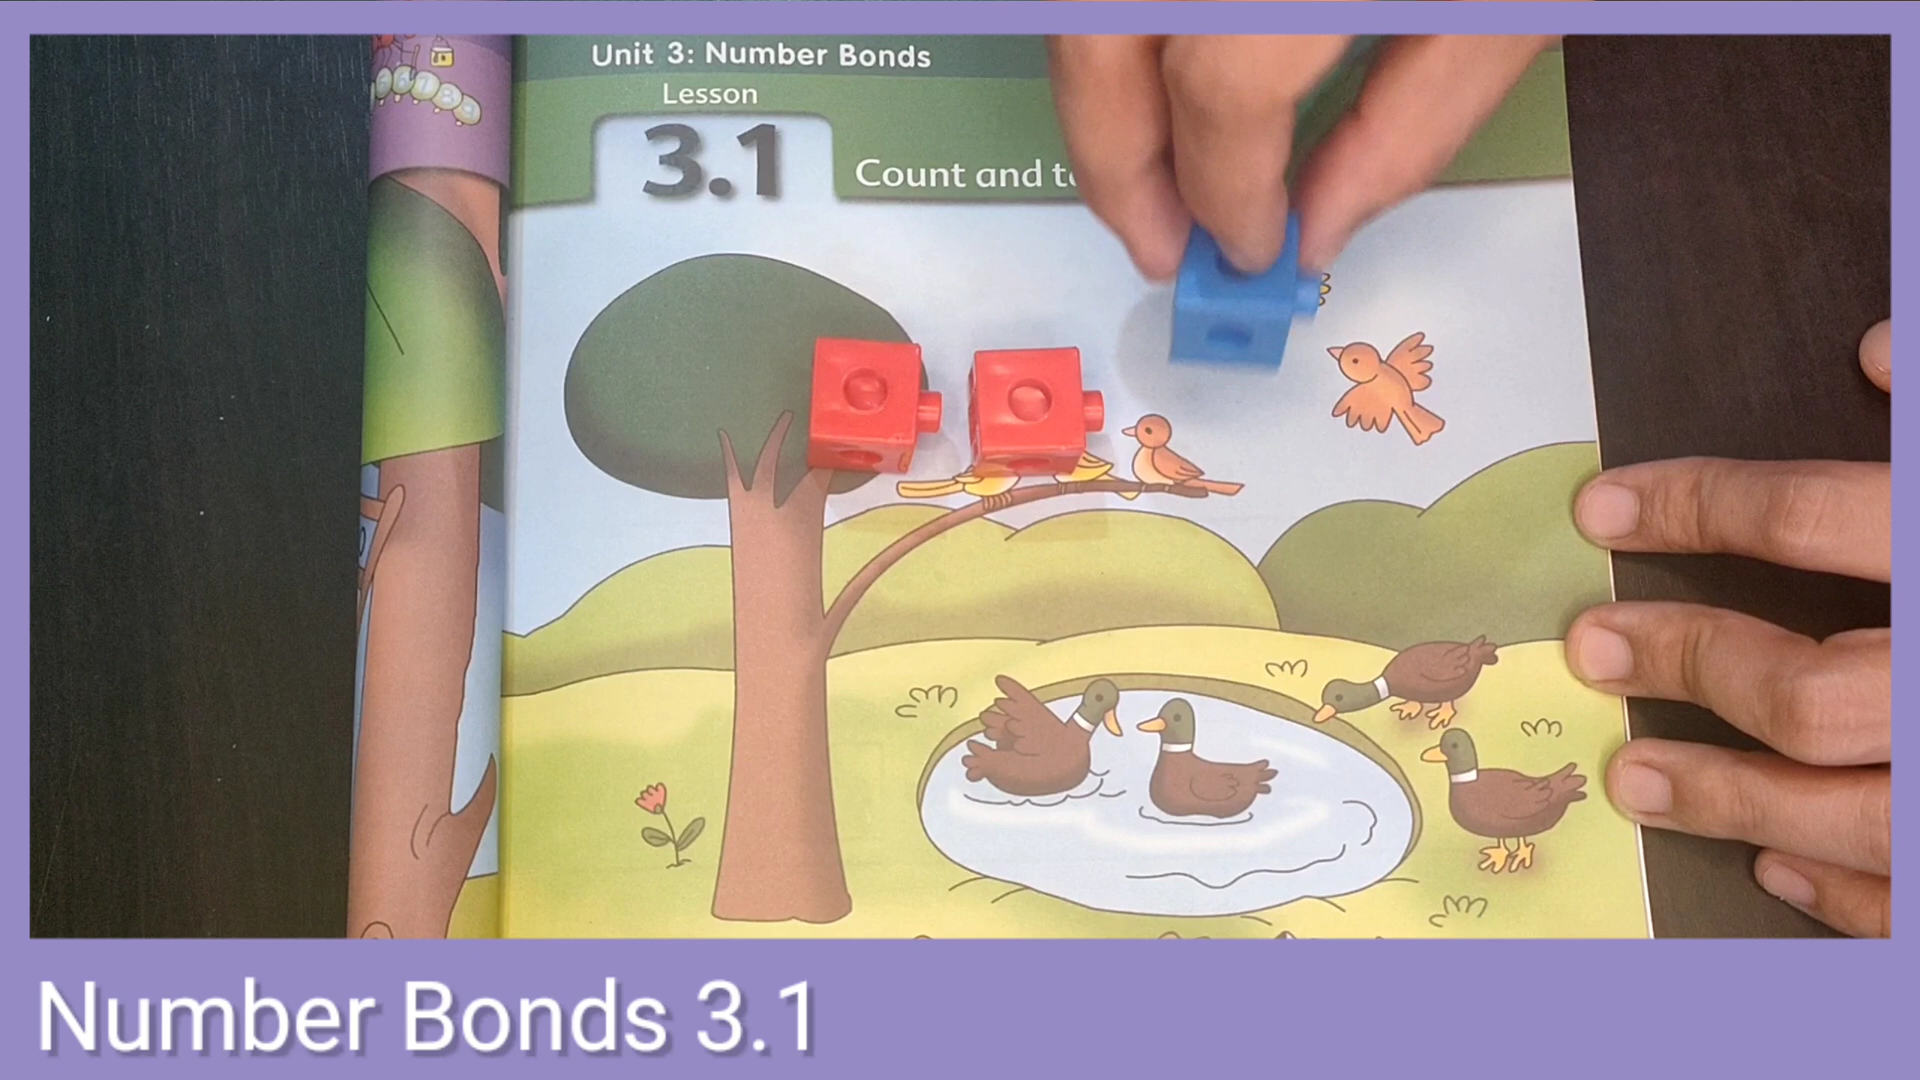 Unit 3: Number Bonds
Lesson
3.1
Count and
Number Bonds 3.1